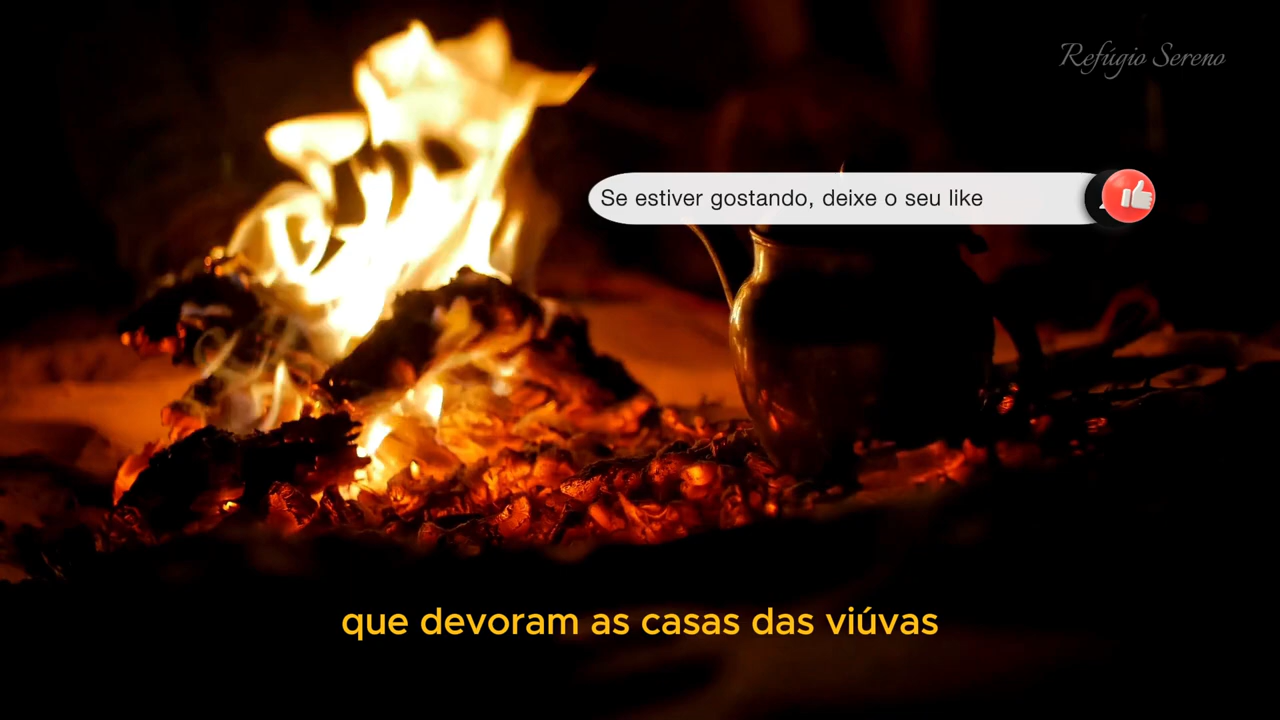 Refúgio Sereno
Se estiver gostando, deixe o seu like
que devoram as casas das viúvas